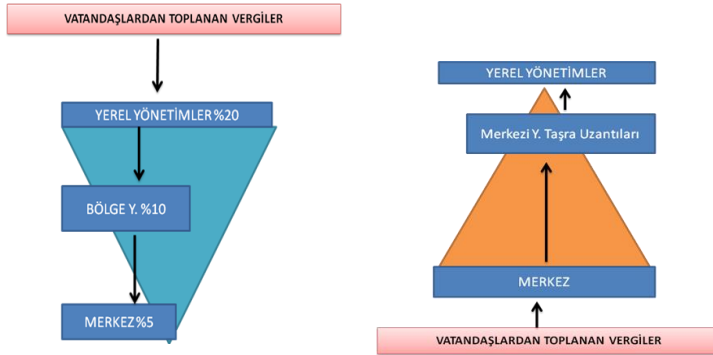 VATANDAŞLARDAN TOPLANAN VERGİLER
YEREL YÖNETİMLER %20
BÖLGE Y. %10
MERKEZ %5
YEREL YÖNETİMLER
Merkezi Y. Taşra Uzantıları
MERKEZ
VATANDAŞLARDAN TOPLANAN VERGİLER